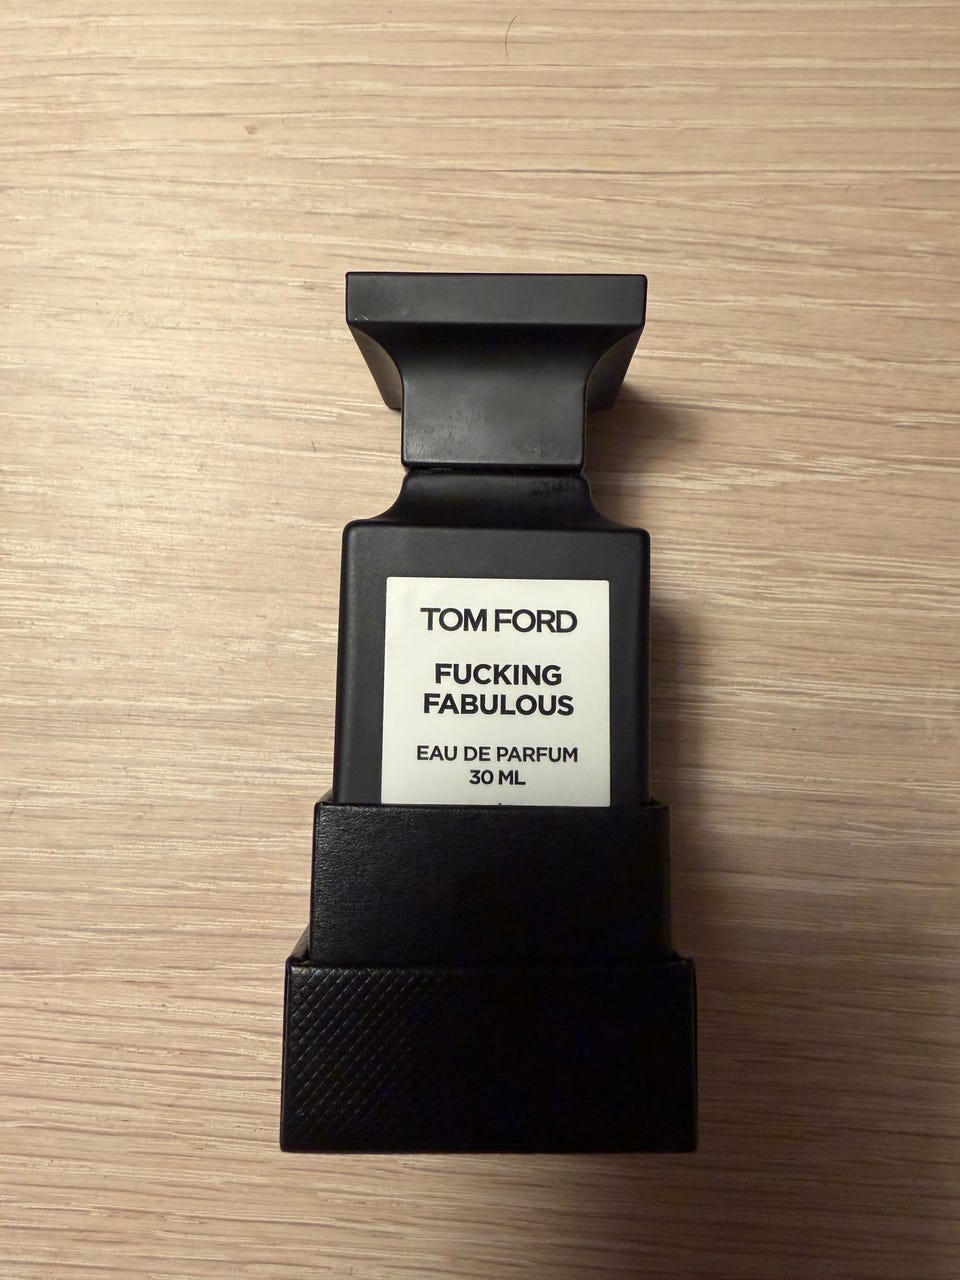 TOM FORD
FUCKING
FABULOUS
EAU DE PARFUM
30 ML